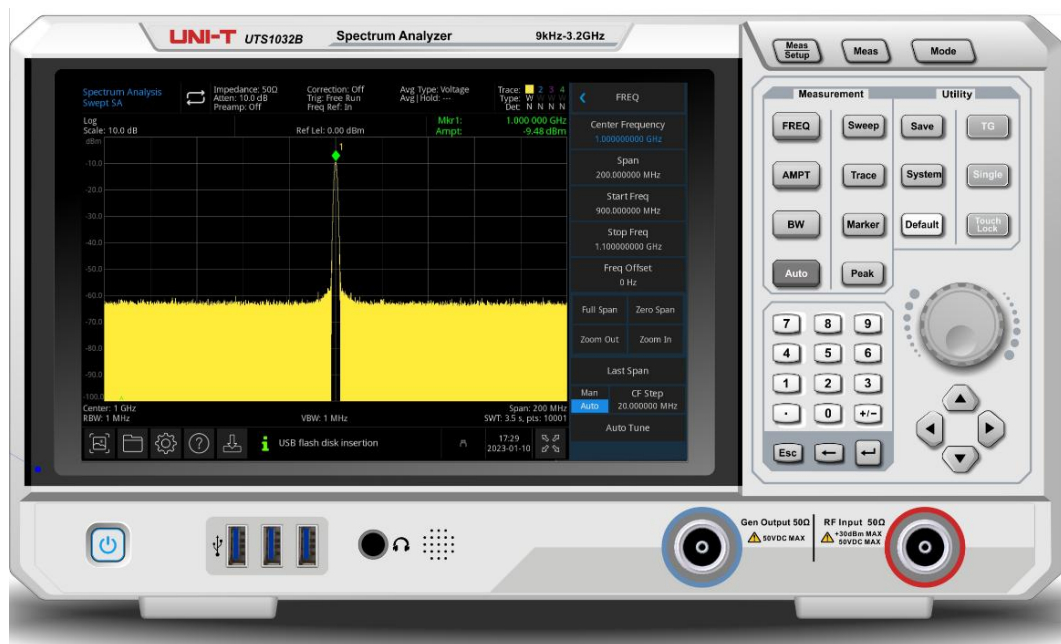 UNI-T UTS1032B Spectrum Analyzer 9kHz-3.2GHz
Spectrum Analysis
Swept SA
Impedance: 50Ω
Atten: 10.0 dB
Preamp: Off
Correction: Off
Trig: Free Run
Freq Ref: In
Avg Type: Voltage
Avg|Hold: ---
Trace: 2 3 4
Type: W W W W
Det: N N N N
Log
Scale: 10.0 dB
Ref Lel: 0.00 dBm
Mkr1: 1.000 000 GHz
Ampt: -9.48 dBm
dBm
1
-10.0
-20.0
-30.0
-40.0
-50.0
-60.0
-70.0
-80.0
-90.0
-100.0
Center: 1 GHz
RBW: 1 MHz
VBW: 1 MHz
Span: 200 MHz
SWT: 3.5 s, pts: 10001
FREQ
Center Frequency
1.000000000 GHz
Span
200.000000 MHz
Start Freq
900.000000 MHz
Stop Freq
1.100000000 GHz
Freq Offset
0 Hz
Full Span Zero Span
Zoom Out Zoom In
Last Span
Man
Auto
CF Step
20.000000 MHz
Auto Tune
USB flash disk insertion
17:29
2023-01-10
Meas
Setup
Meas
Mode
Measurement
Utility
FREQ Sweep Save TG
AMPT Trace System Single
BW Marker Default Touch
Lock
Auto Peak
7 8 9
4 5 6
1 2 3
. 0 +/-
Esc
Gen Output 50Ω
50VDC MAX
RF Input 50Ω
+30dBm MAX
50VDC MAX